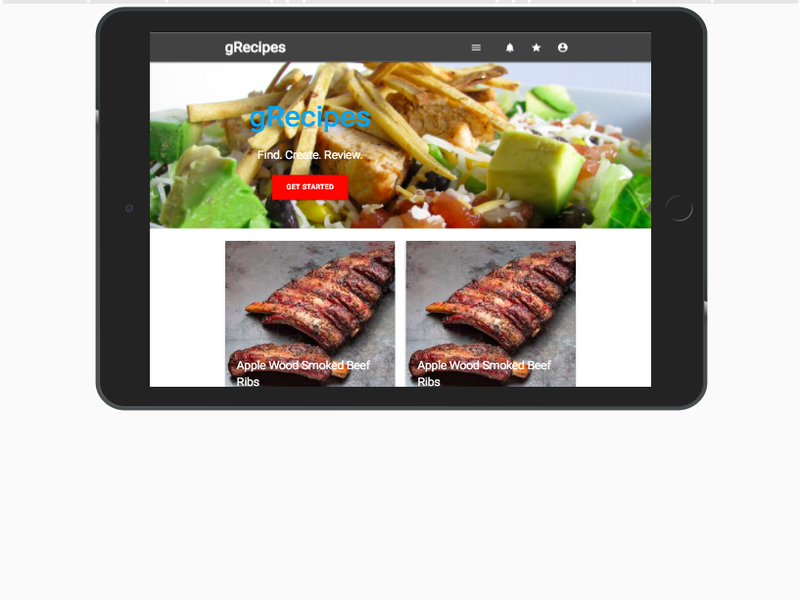 gRecipes
gRecipes
Find. Create. Review.
GET STARTED
Apple Wood Smoked Beef
Ribs
Apple Wood Smoked Beef
Ribs